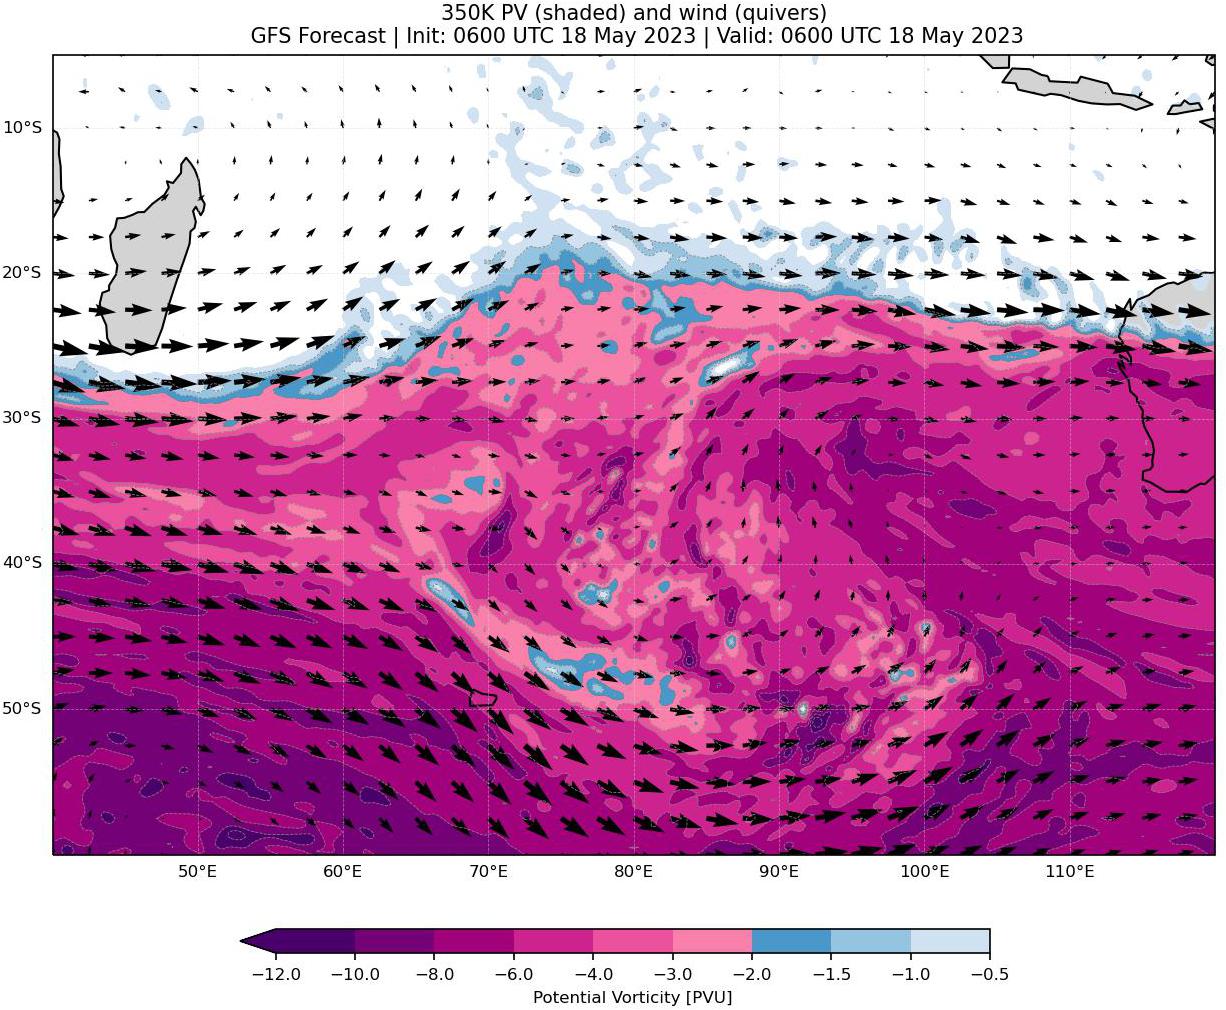 350K PV (shaded) and wind (quivers)
GFS Forecast | Init: 0600 UTC 18 May 2023 | Valid: 0600 UTC 18 May 2023
10°S
20°S
30°S
40°S
50°S
50°E 60°E 70°E 80°E 90°E 100°E 110°E
−12.0 −10.0 −8.0 −6.0 −4.0 −3.0 −2.0 −1.5 −1.0 −0.5
Potential Vorticity [PVU]